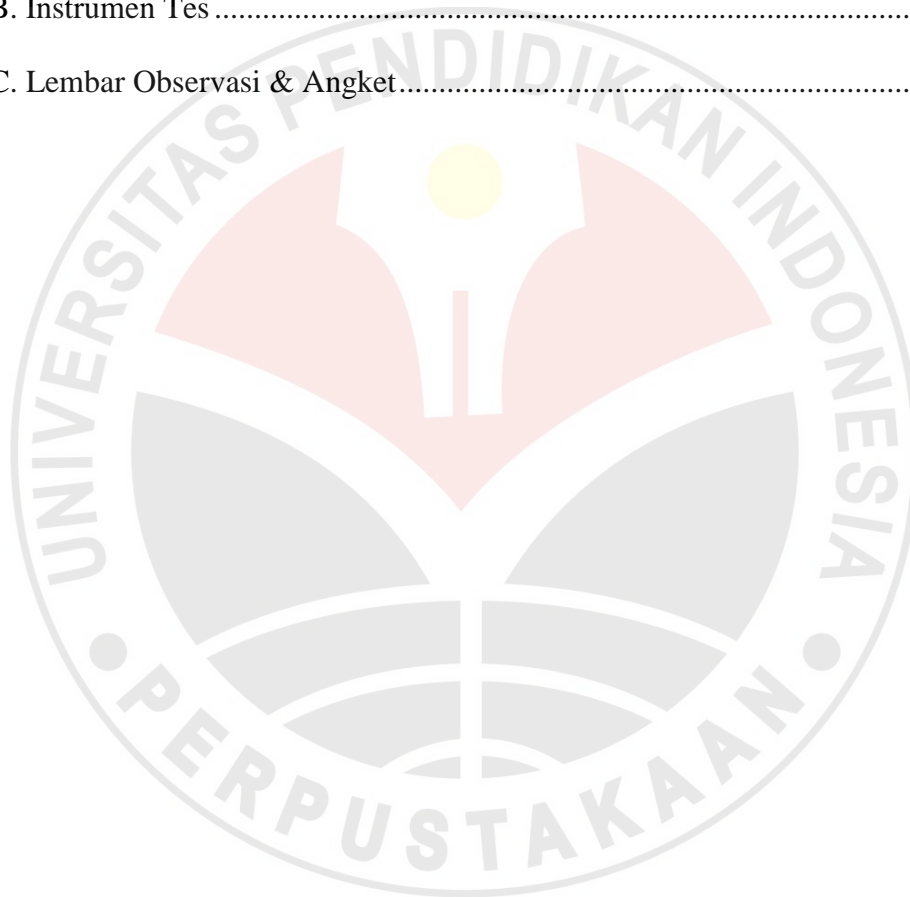 B. Instrumen Tes ................................................................................
C. Lembar Observasi & Angket................................................................
UNIVERSITAS PENDIDIKAN INDONESIA
PERPUSTAKAAN